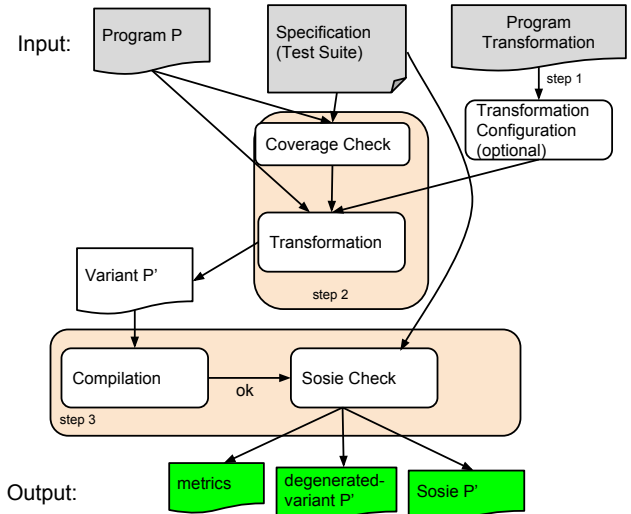 Input:
Program P
Specification
(Test Suite)
Program
Transformation
step 1
Transformation
Configuration
(optional)
Coverage Check
Transformation
step 2
Variant P'
Compilation
ok
Sosie Check
step 3
Output:
metrics
degenerated-
variant P'
Sosie P'